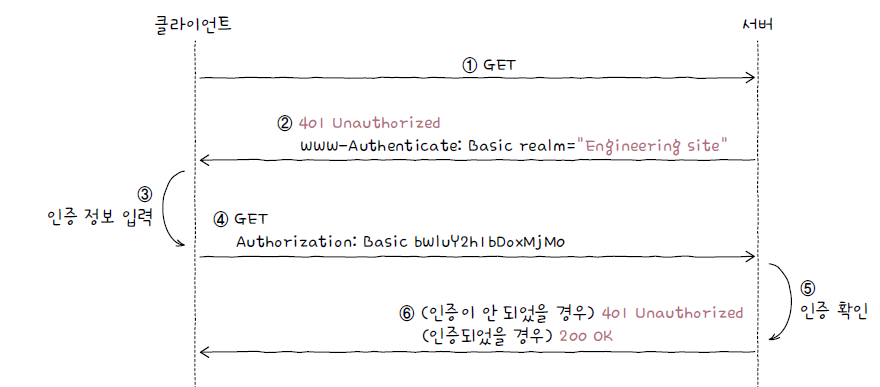 클라이언트
서버
① GET
② 401 Unauthorized
WWW-Authenticate: Basic realm="Engineering site"
③
인증 정보 입력
④ GET
Authorization: Basic bWluY2hlbDoxMjM0
⑤
인증 확인
⑥ (인증이 안 되었을 경우) 401 Unauthorized
(인증되었을 경우) 200 OK